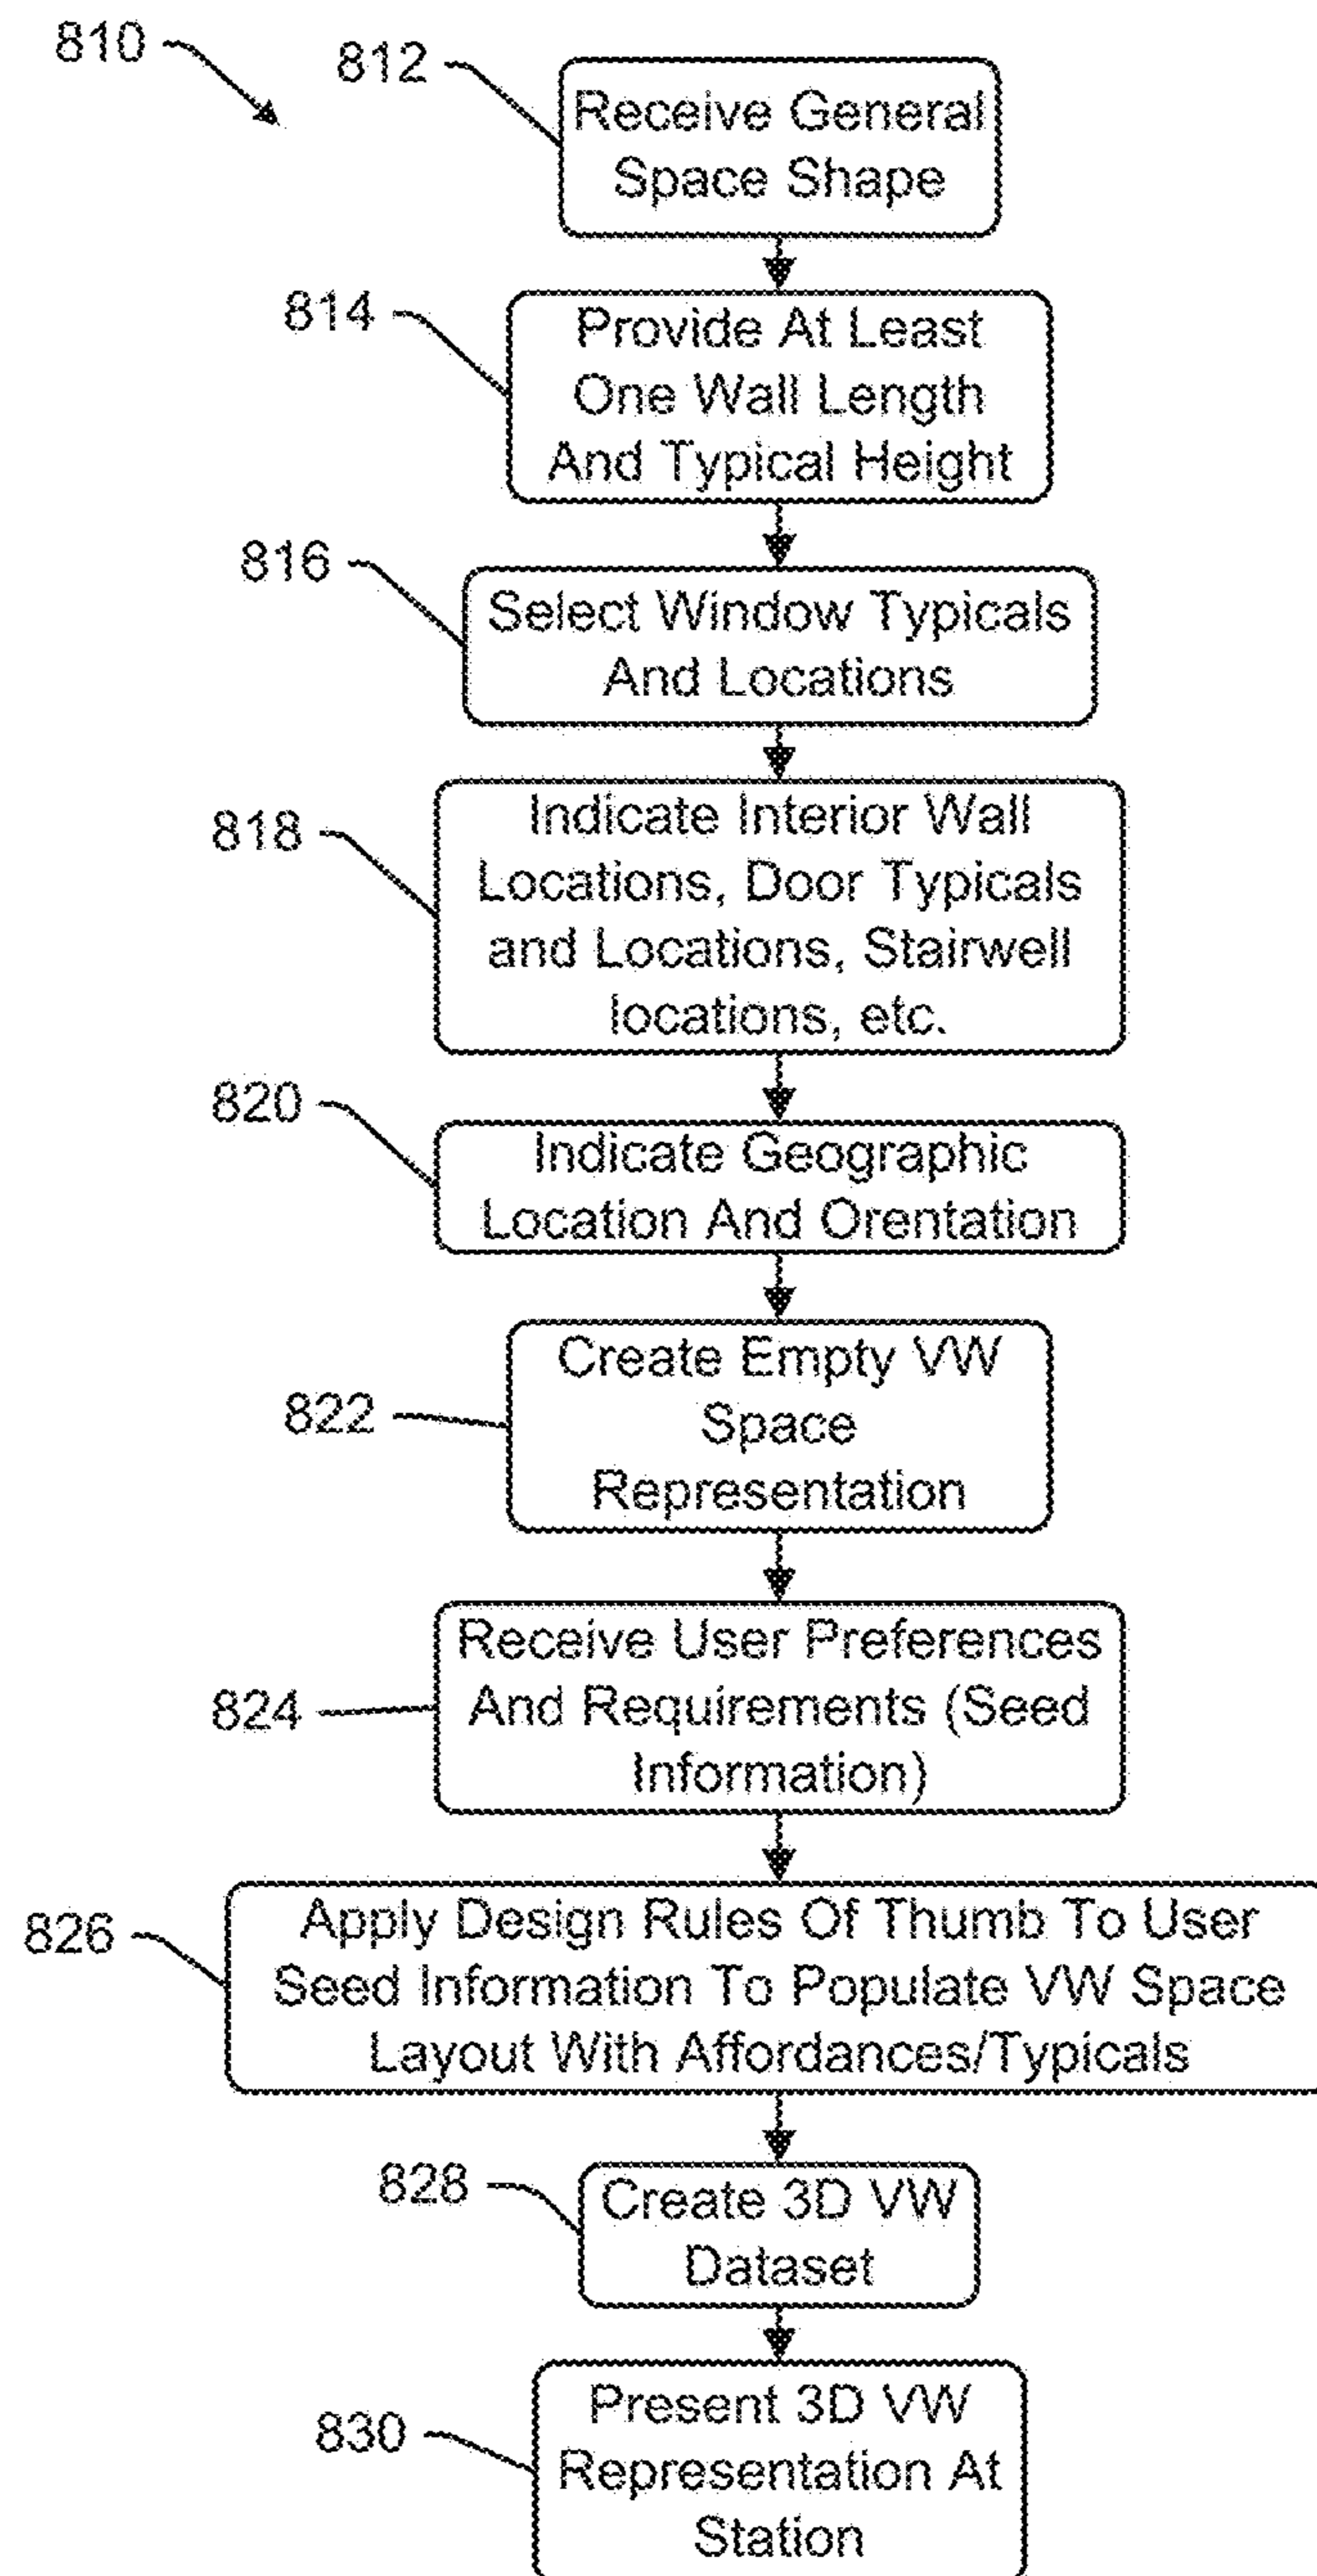 810
812
Receive General
Space Shape
814
Provide At Least
One Wall Length
And Typical Height
816
Select Window Typicals
And Locations
818
Indicate Interior Wall
Locations, Door Typicals
and Locations, Stairwell
locations, etc.
820
Indicate Geographic
Location And Orentation
822
Create Empty VW
Space
Representation
824
Receive User Preferences
And Requirements (Seed
Information)
826
Apply Design Rules Of Thumb To User
Seed Information To Populate VW Space
Layout With Affordances/Typicals
828
Create 3D VW
Dataset
830
Present 3D VW
Representation At
Station